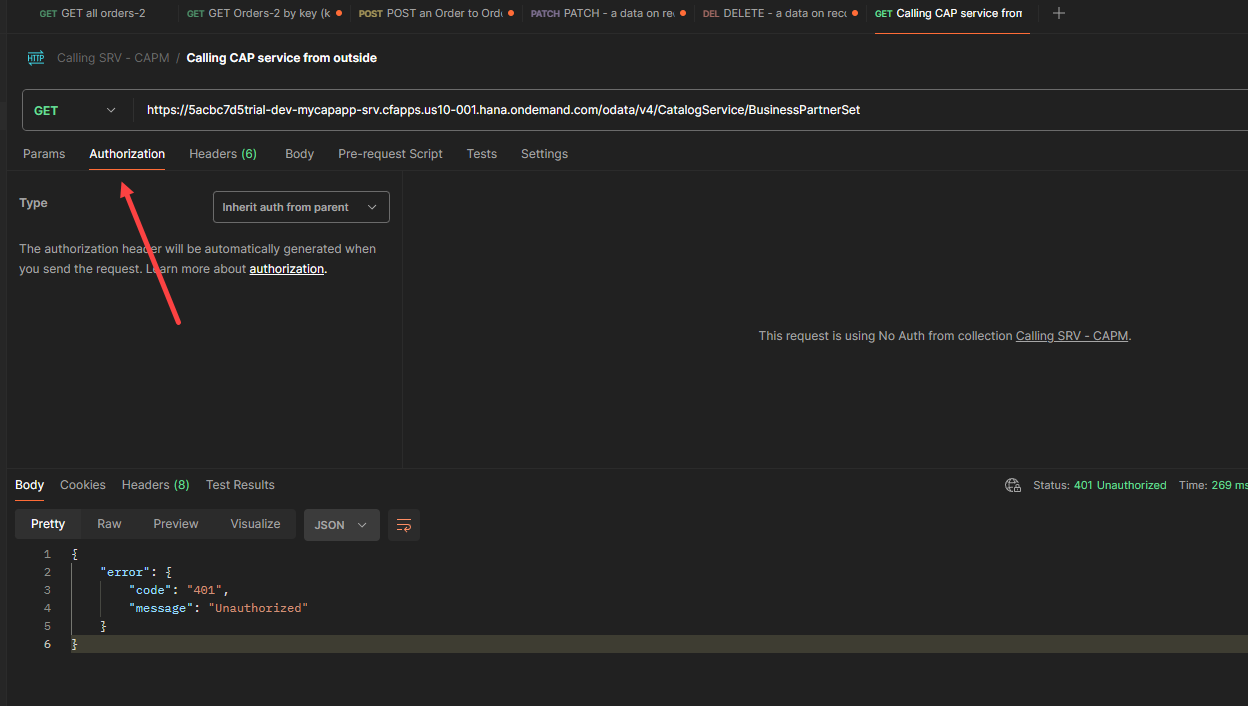 GET GET all orders-2 GET GET Orders-2 by key (k POST POST an Order to Orde PATCH PATCH - a data on re DEL DELETE - a data on reco GET Calling CAP service from
HTTP Calling SRV - CAPM / Calling CAP service from outside
GET https://5acbc7d5trial-dev-mycapapp-srv.cfapps.us10-001.hana.ondemand.com/odata/v4/CatalogService/BusinessPartnerSet
Params Authorization Headers (6) Body Pre-request Script Tests Settings
Type Inherit auth from parent
The authorization header will be automatically generated when
you send the request. Learn more about authorization.
This request is using No Auth from collection Calling SRV - CAPM.
Body Cookies Headers (8) Test Results Status: 401 Unauthorized Time: 269 ms
Pretty Raw Preview Visualize JSON
1 {
2 "error": {
3 "code": "401",
4 "message": "Unauthorized"
5 }
6 }